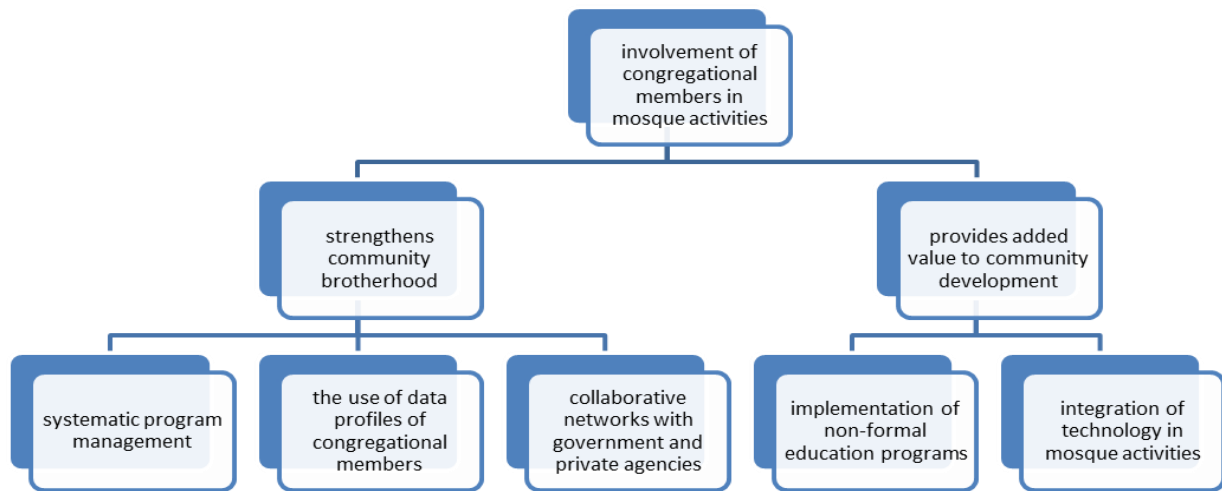 involvement of
congregational
members in
mosque activities
strengthens
community
brotherhood
provides added
value to community
development
systematic program
management
the use of data
profiles of
congregational
members
collaborative
networks with
government and
private agencies
implementation of
non-formal
education programs
integration of
technology in
mosque activities